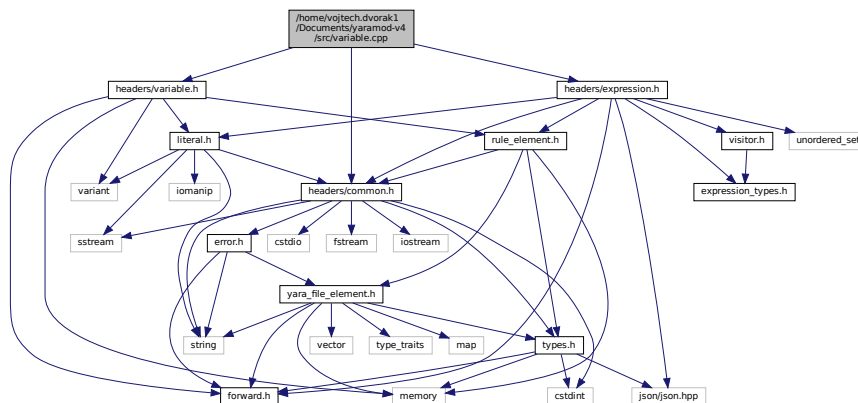 /home/vojtech.dvorak1
/Documents/yaramod-v4
/src/variable.cpp
headers/variable.h
headers/expression.h
literal.h
rule_element.h
visitor.h
unordered_set
variant
iomanip
headers/common.h
expression_types.h
sstream
error.h
cstdio
fstream
iostream
yara_file_element.h
string
vector
type_traits
map
types.h
forward.h
memory
cstdint
json/json.hpp